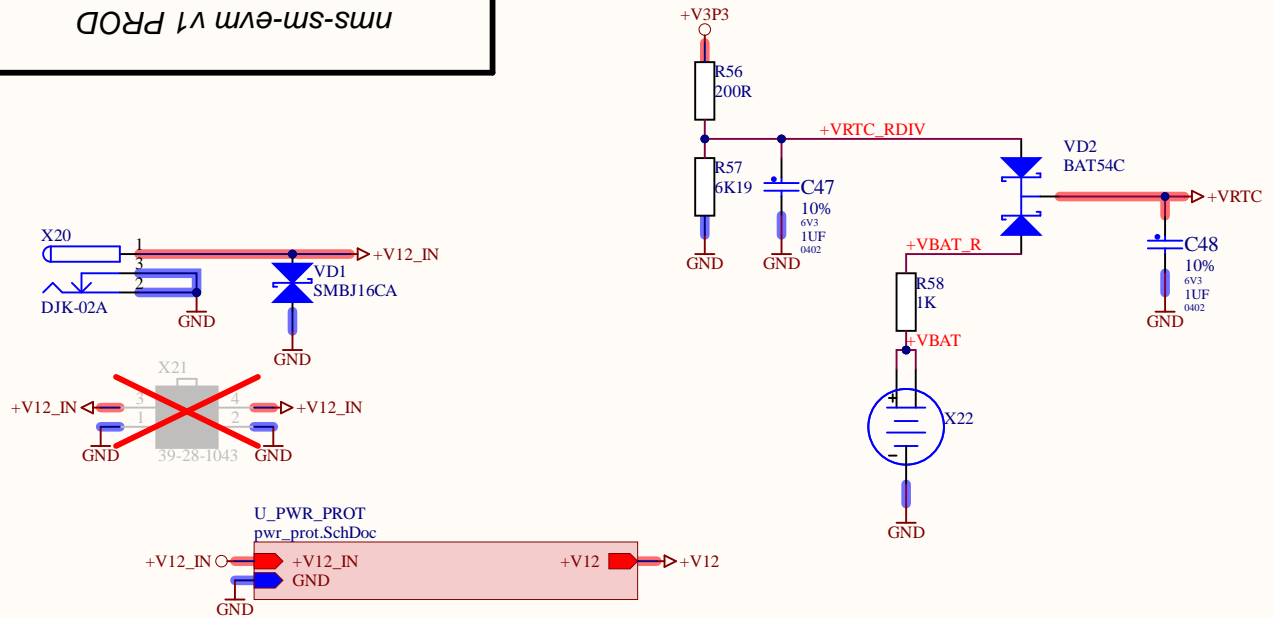 nms-sm-evm v1 PROD
+V3P3
R56
200R
+VRTC_RDIV
R57
6K19
C47
10%
6V3
1UF
0402
GND
GND
VD2
BAT54C
+VRTC
C48
10%
6V3
1UF
0402
GND
+VBAT_R
R58
1K
+VBAT
X22
+
−
GND
X20
1
3
2
DJK-02A
GND
+V12_IN
VD1
SMBJ16CA
GND
X21
+V12_IN
3
4
+V12_IN
1
2
GND
39-28-1043
GND
U_PWR_PROT
pwr_prot.SchDoc
+V12_IN
+V12_IN
+V12
+V12
GND
GND